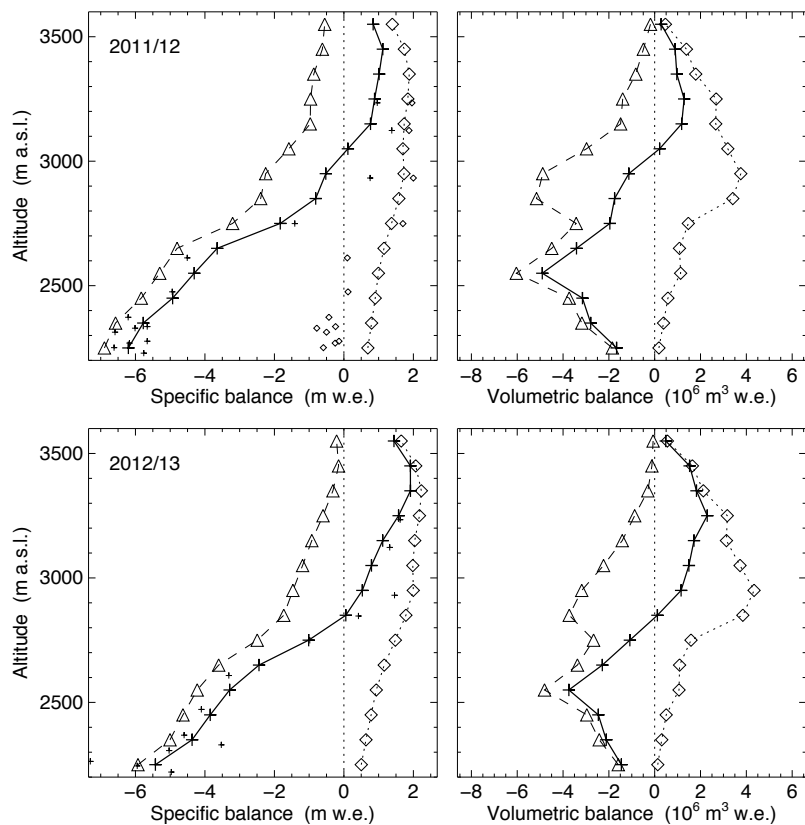 3500
3000
2500
Altitude (m a.s.l.)
2011/12
−6 −4 −2 0 2
Specific balance (m w.e.)
−8 −6 −4 −2 0 2 4 6
Volumetric balance (10⁶ m³ w.e.)
3500
3000
2500
Altitude (m a.s.l.)
2012/13
−6 −4 −2 0 2
Specific balance (m w.e.)
−8 −6 −4 −2 0 2 4 6
Volumetric balance (10⁶ m³ w.e.)